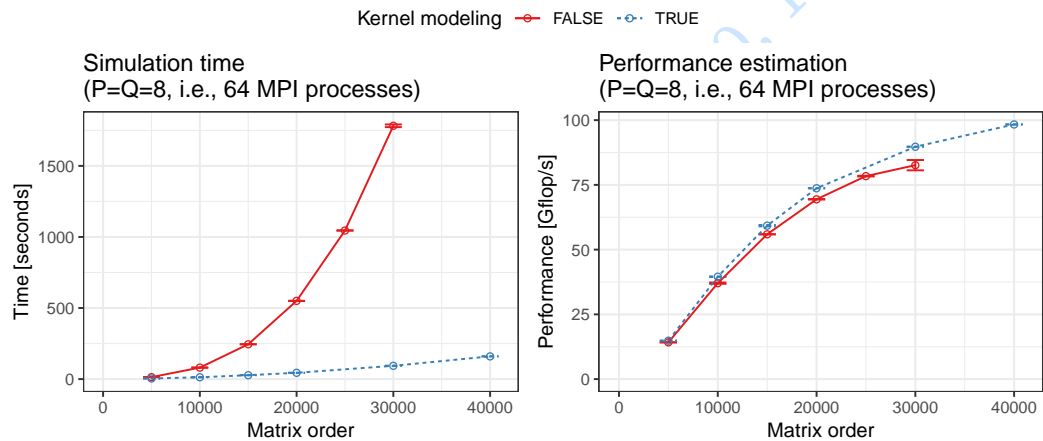 Kernel modeling FALSE TRUE
Simulation time
(P=Q=8, i.e., 64 MPI processes)
Time [seconds]
1500
1000
500
0
0 10000 20000 30000 40000
Matrix order
Performance estimation
(P=Q=8, i.e., 64 MPI processes)
Performance [Gflop/s]
100
75
50
25
0
0 10000 20000 30000 40000
Matrix order